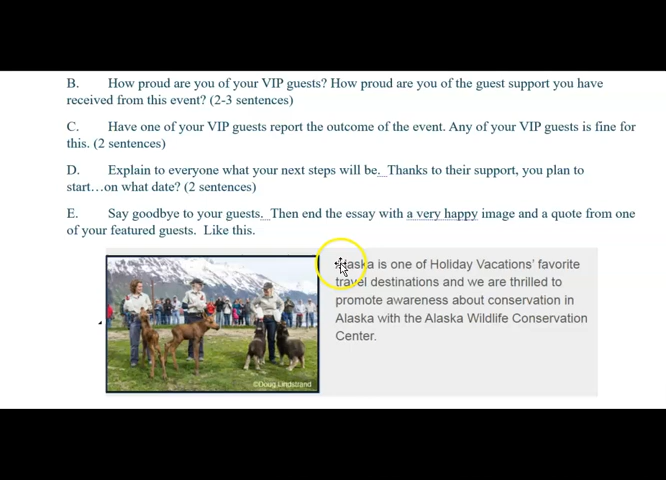 B. How proud are you of your VIP guests? How proud are you of the guest support you have
received from this event? (2-3 sentences)
C. Have one of your VIP guests report the outcome of the event. Any of your VIP guests is fine for
this. (2 sentences)
D. Explain to everyone what your next steps will be. Thanks to their support, you plan to
start…on what date? (2 sentences)
E. Say goodbye to your guests. Then end the essay with a very happy image and a quote from one
of your featured guests. Like this.
Alaska is one of Holiday Vacations’ favorite
travel destinations and we are thrilled to
promote awareness about conservation in
Alaska with the Alaska Wildlife Conservation
Center.
©Doug Lindstrand